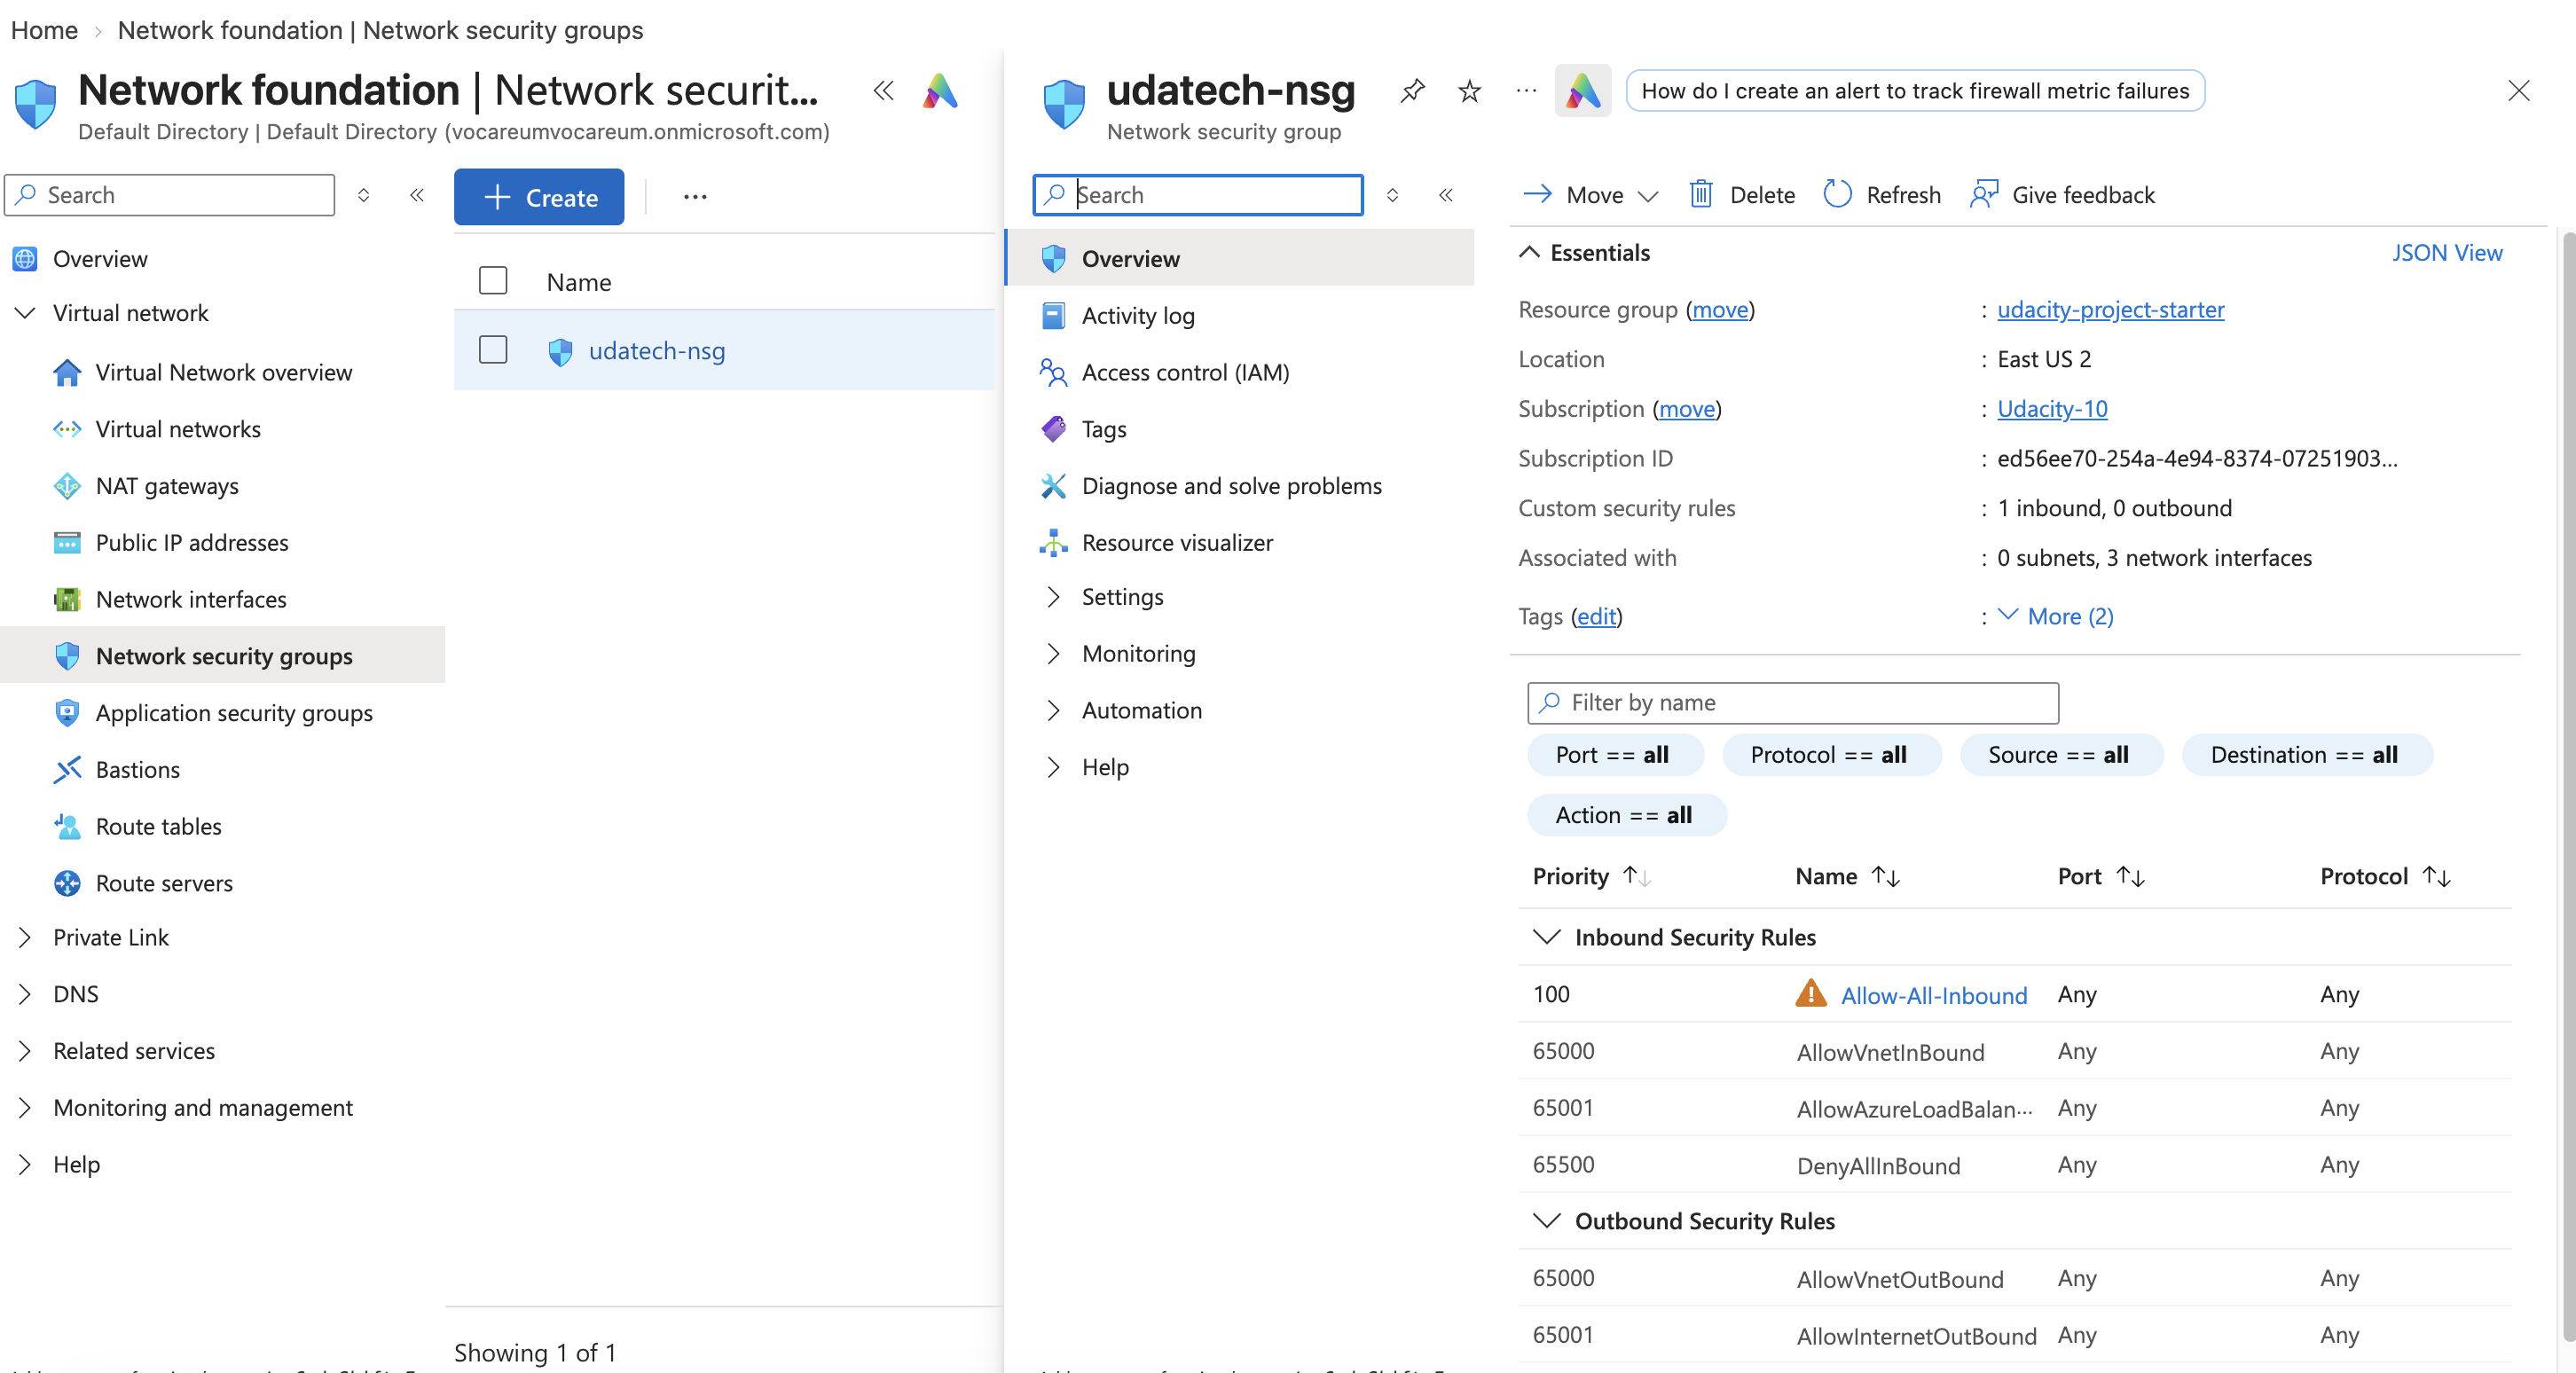 Home > Network foundation | Network security groups
Network foundation | Network securit...
Default Directory | Default Directory (vocareumvocareum.onmicrosoft.com)
Search
Overview
Virtual network
Virtual Network overview
Virtual networks
NAT gateways
Public IP addresses
Network interfaces
Network security groups
Application security groups
Bastions
Route tables
Route servers
Private Link
DNS
Related services
Monitoring and management
Help
+ Create
...
Name
udatech-nsg
Showing 1 of 1
udatech-nsg
Network security group
...
How do I create an alert to track firewall metric failures
Search
Overview
Activity log
Access control (IAM)
Tags
Diagnose and solve problems
Resource visualizer
Settings
Monitoring
Automation
Help
Move
Delete
Refresh
Give feedback
Essentials
JSON View
Resource group (move) : udacity-project-starter
Location : East US 2
Subscription (move) : Udacity-10
Subscription ID : ed56ee70-254a-4e94-8374-07251903...
Custom security rules : 1 inbound, 0 outbound
Associated with : 0 subnets, 3 network interfaces
Tags (edit) : More (2)
Filter by name
Port == all
Protocol == all
Source == all
Destination == all
Action == all
Priority ↑↓ Name ↑↓ Port ↑↓ Protocol ↑↓
Inbound Security Rules
100 Allow-All-Inbound Any Any
65000 AllowVnetInBound Any Any
65001 AllowAzureLoadBalan... Any Any
65500 DenyAllInBound Any Any
Outbound Security Rules
65000 AllowVnetOutBound Any Any
65001 AllowInternetOutBound Any Any